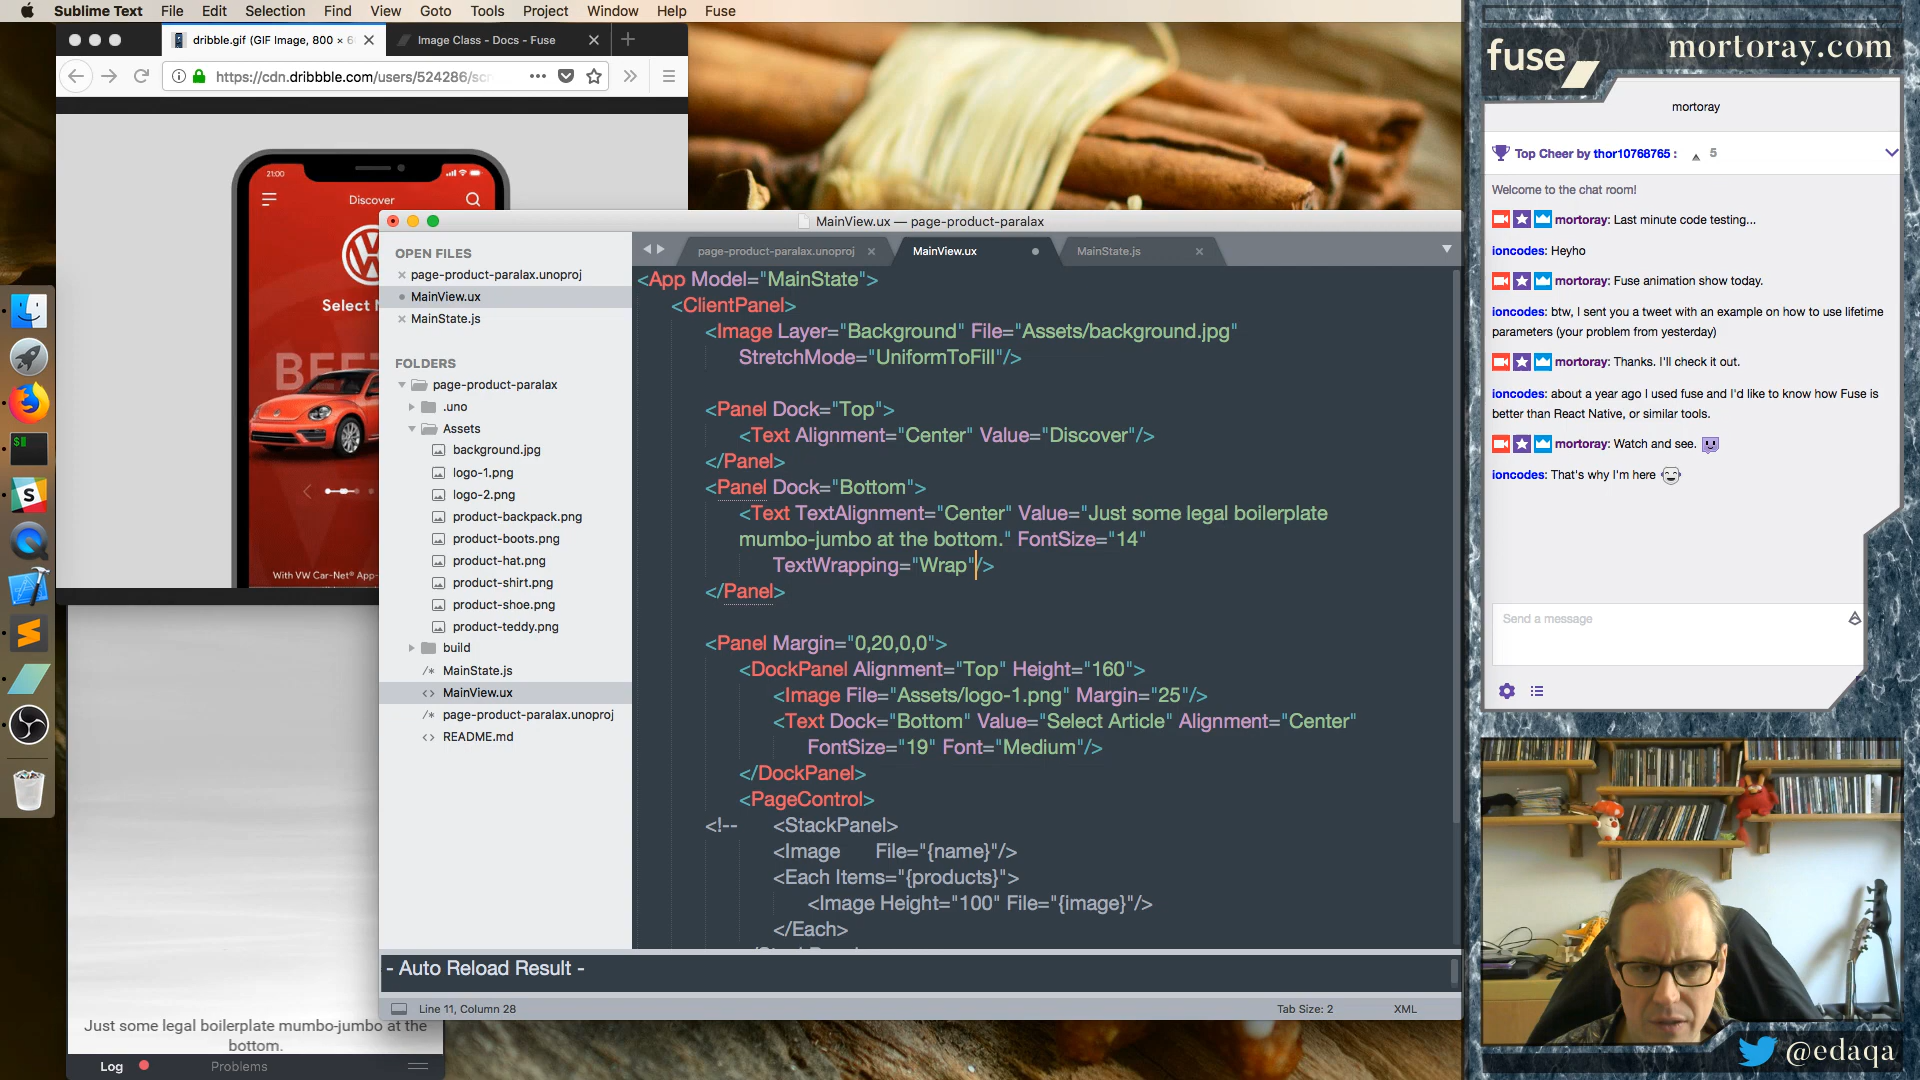 Sublime Text File Edit Selection Find View Goto Tools Project Window Help Fuse
dribble.gif (GIF Image, 800 × 6
Image Class - Docs - Fuse
https://cdn.dribbble.com/users/524286/scr
21:00
Discover
Select M
BEET
With VW Car-Net® App-
MainView.ux — page-product-paralax
OPEN FILES
page-product-paralax.unoproj
MainView.ux
MainState.js
FOLDERS
page-product-paralax
.uno
Assets
background.jpg
logo-1.png
logo-2.png
product-backpack.png
product-boots.png
product-hat.png
product-shirt.png
product-shoe.png
product-teddy.png
build
/* MainState.js
<> MainView.ux
/* page-product-paralax.unoproj
<> README.md
page-product-paralax.unoproj
MainView.ux
MainState.js
<App Model="MainState">
<ClientPanel>
<Image Layer="Background" File="Assets/background.jpg"
StretchMode="UniformToFill"/>
<Panel Dock="Top">
<Text Alignment="Center" Value="Discover"/>
</Panel>
<Panel Dock="Bottom">
<Text TextAlignment="Center" Value="Just some legal boilerplate
mumbo-jumbo at the bottom." FontSize="14"
TextWrapping="Wrap"/>
</Panel>
<Panel Margin="0,20,0,0">
<DockPanel Alignment="Top" Height="160">
<Image File="Assets/logo-1.png" Margin="25"/>
<Text Dock="Bottom" Value="Select Article" Alignment="Center"
FontSize="19" Font="Medium"/>
</DockPanel>
<PageControl>
<!-- <StackPanel>
<Image File="{name}"/>
<Each Items="{products}">
<Image Height="100" File="{image}"/>
</Each>
- Auto Reload Result -
Line 11, Column 28
Tab Size: 2
XML
Just some legal boilerplate mumbo-jumbo at the
bottom.
Log
Problems
fuse
mortoray.com
mortoray
Top Cheer by thor10768765 : 5
Welcome to the chat room!
mortoray: Last minute code testing...
ioncodes: Heyho
mortoray: Fuse animation show today.
ioncodes: btw, I sent you a tweet with an example on how to use lifetime
parameters (your problem from yesterday)
mortoray: Thanks. I'll check it out.
ioncodes: about a year ago I used fuse and I'd like to know how Fuse is
better than React Native, or similar tools.
mortoray: Watch and see.
ioncodes: That's why I'm here
Send a message
@edaqa